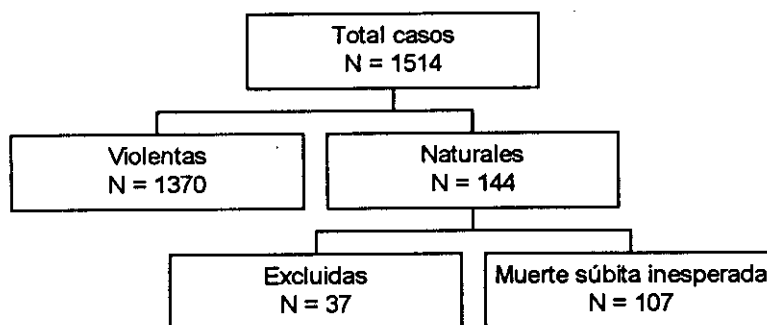 Total casos
N = 1514
Violentas
N = 1370
Naturales
N = 144
Excluidas
N = 37
Muerte súbita inesperada
N = 107